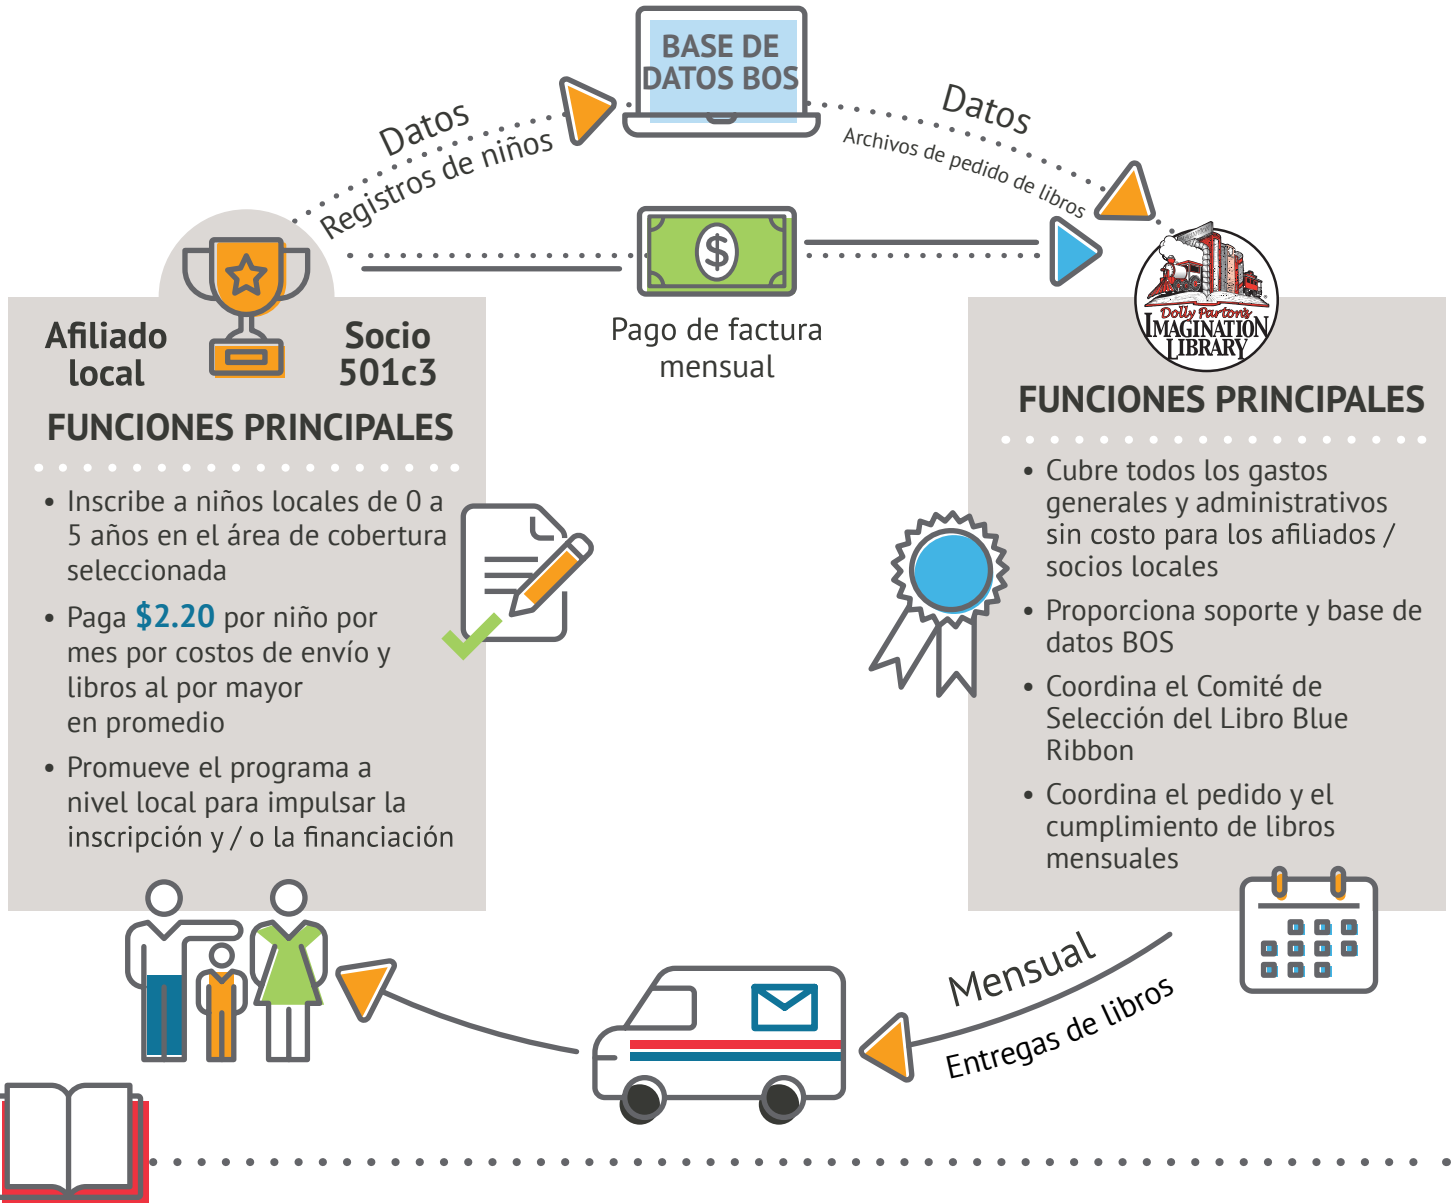 BASE DE
DATOS BOS
Datos
Registros de niños
Datos
Archivos de pedido de libros
$
Pago de factura
mensual
Afiliado
local
Socio
501c3
FUNCIONES PRINCIPALES
• Inscribe a niños locales de 0 a
5 años en el área de cobertura
seleccionada
• Paga $2.20 por niño por
mes por costos de envío y
libros al por mayor
en promedio
• Promueve el programa a
nivel local para impulsar la
inscripción y / o la financiación
Dolly Parton's
IMAGINATION
LIBRARY
FUNCIONES PRINCIPALES
• Cubre todos los gastos
generales y administrativos
sin costo para los afiliados /
socios locales
• Proporciona soporte y base de
datos BOS
• Coordina el Comité de
Selección del Libro Blue
Ribbon
• Coordina el pedido y el
cumplimiento de libros
mensuales
Mensual
Entregas de libros